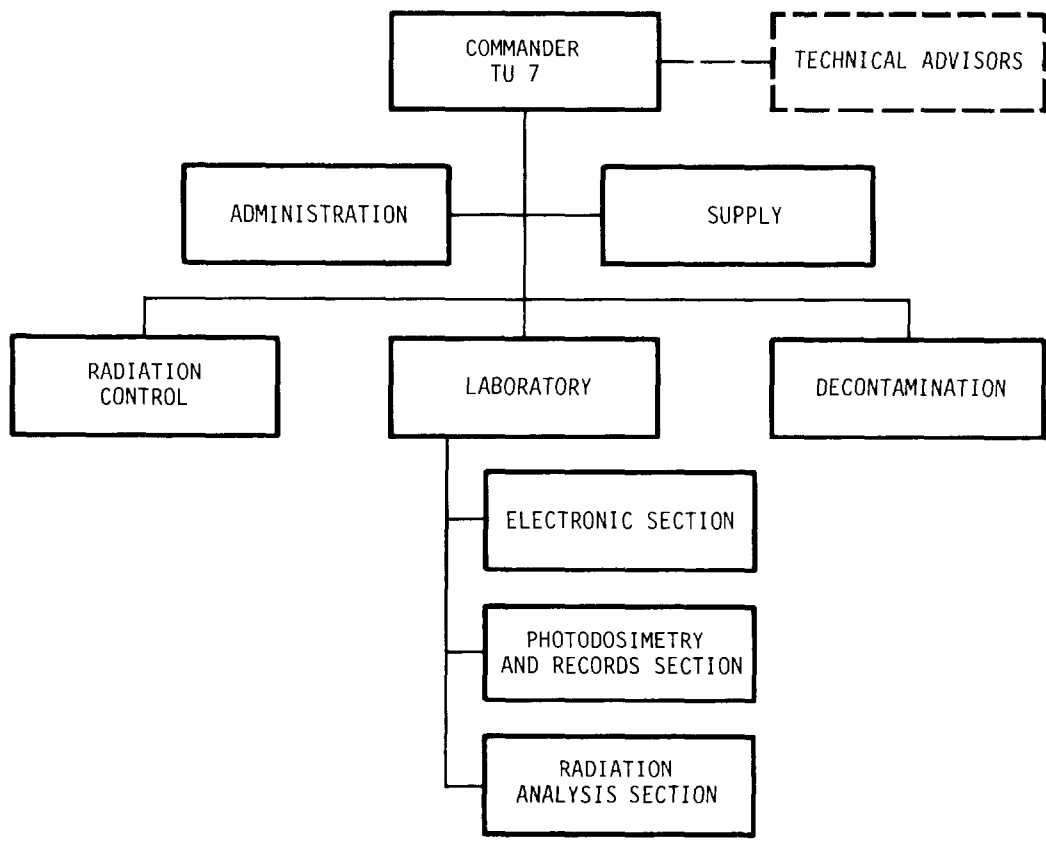 COMMANDER
TU 7
TECHNICAL ADVISORS
ADMINISTRATION
SUPPLY
RADIATION
CONTROL
LABORATORY
DECONTAMINATION
ELECTRONIC SECTION
PHOTODOSIMETRY
AND RECORDS SECTION
RADIATION
ANALYSIS SECTION